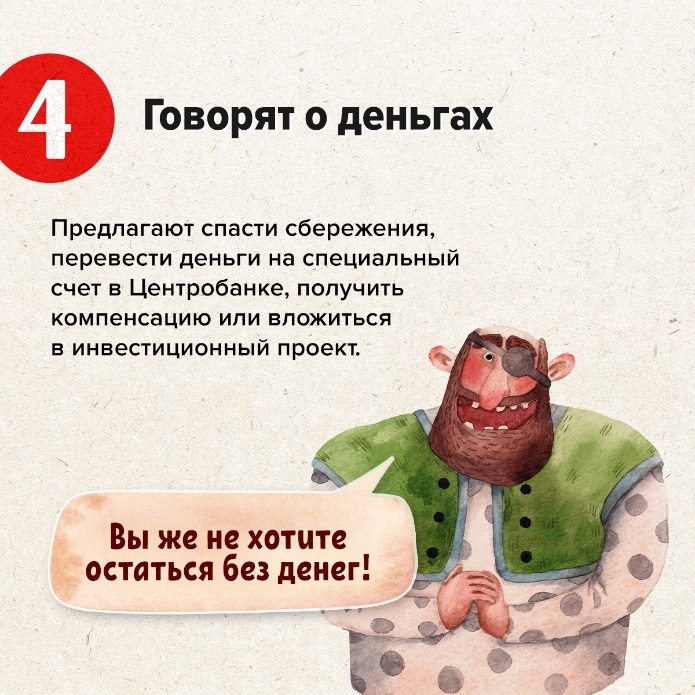 4
Говорят о деньгах
Предлагают спасти сбережения,
перевести деньги на специальный
счет в Центробанке, получить
компенсацию или вложиться
в инвестиционный проект.
Вы же не хотите
остаться без денег!